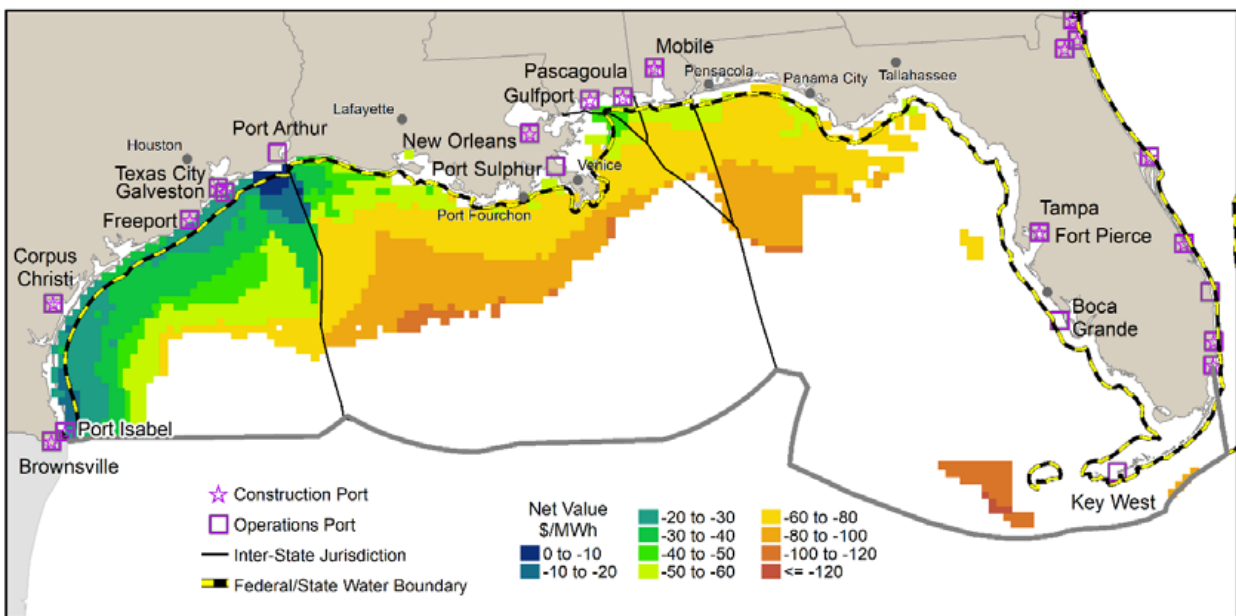 Mobile
Pascagoula
Pensacola
Tallahassee
Gulfport
Panama City
Lafayette
Port Arthur
New Orleans
Houston
Texas City
Port Sulphur
Venice
Galveston
Port Fourchon
Freeport
Tampa
Fort Pierce
Corpus
Christi
Boca
Grande
Port Isabel
Brownsville
Key West
Construction Port
Operations Port
Inter-State Jurisdiction
Federal/State Water Boundary
Net Value
$/MWh
0 to -10
-10 to -20
-20 to -30
-30 to -40
-40 to -50
-50 to -60
-60 to -80
-80 to -100
-100 to -120
<= -120